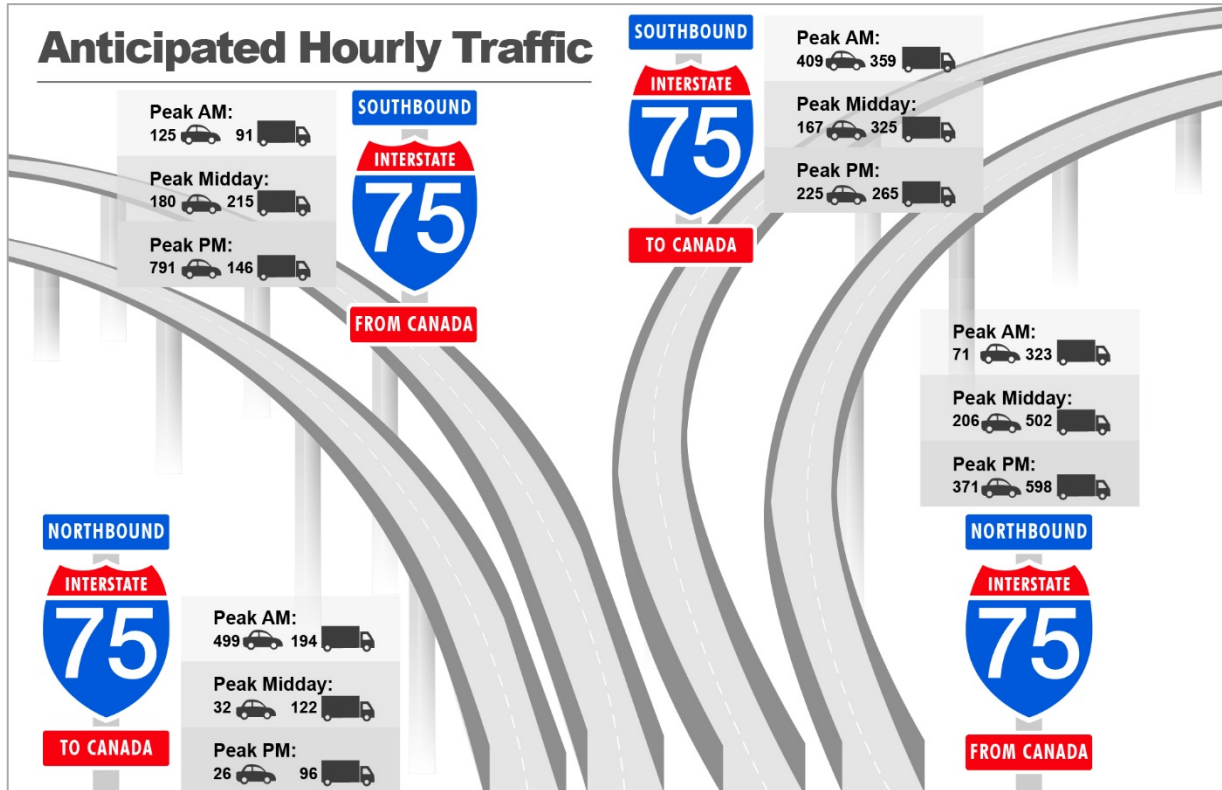 Anticipated Hourly Traffic
Peak AM:
125 91
Peak Midday:
180 215
Peak PM:
791 146
SOUTHBOUND
INTERSTATE
75
FROM CANADA
SOUTHBOUND
INTERSTATE
75
TO CANADA
Peak AM:
409 359
Peak Midday:
167 325
Peak PM:
225 265
Peak AM:
71 323
Peak Midday:
206 502
Peak PM:
371 598
NORTHBOUND
INTERSTATE
75
FROM CANADA
NORTHBOUND
INTERSTATE
75
TO CANADA
Peak AM:
499 194
Peak Midday:
32 122
Peak PM:
26 96